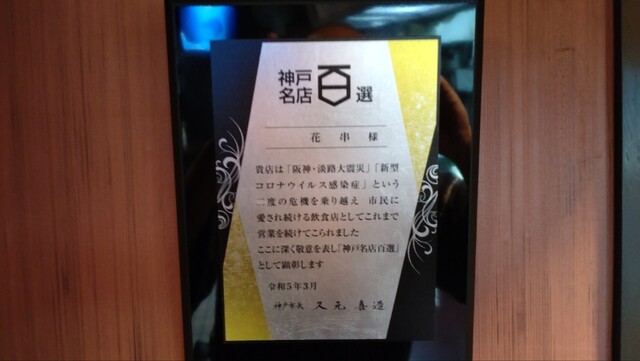 神戸
名店
百選
花串様
貴店は「阪神・淡路大震災」「新型
コロナウイルス感染症」という
二度の危機を乗り越え 市民に
愛され続ける飲食店としてこれまで
営業を続けてこられました
ここに深く敬意を表し「神戸名店百選」
として顕彰します
令和5年3月
神戸市長 久元喜造